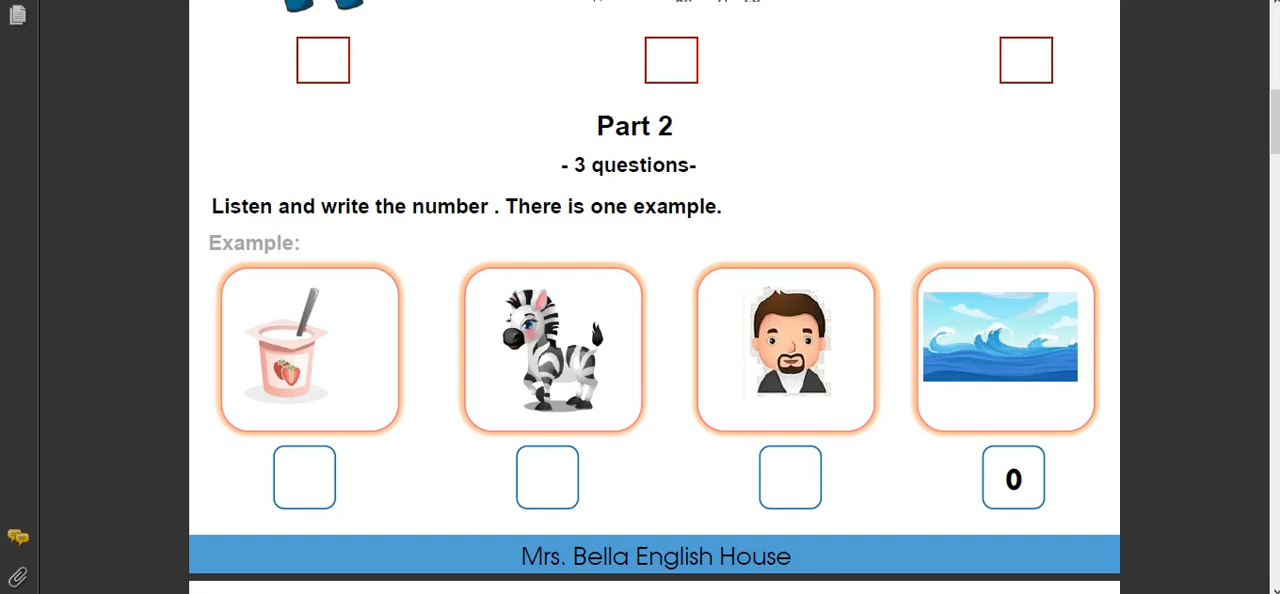 Part 2
- 3 questions-
Listen and write the number . There is one example.
Example:
0
Mrs. Bella English House